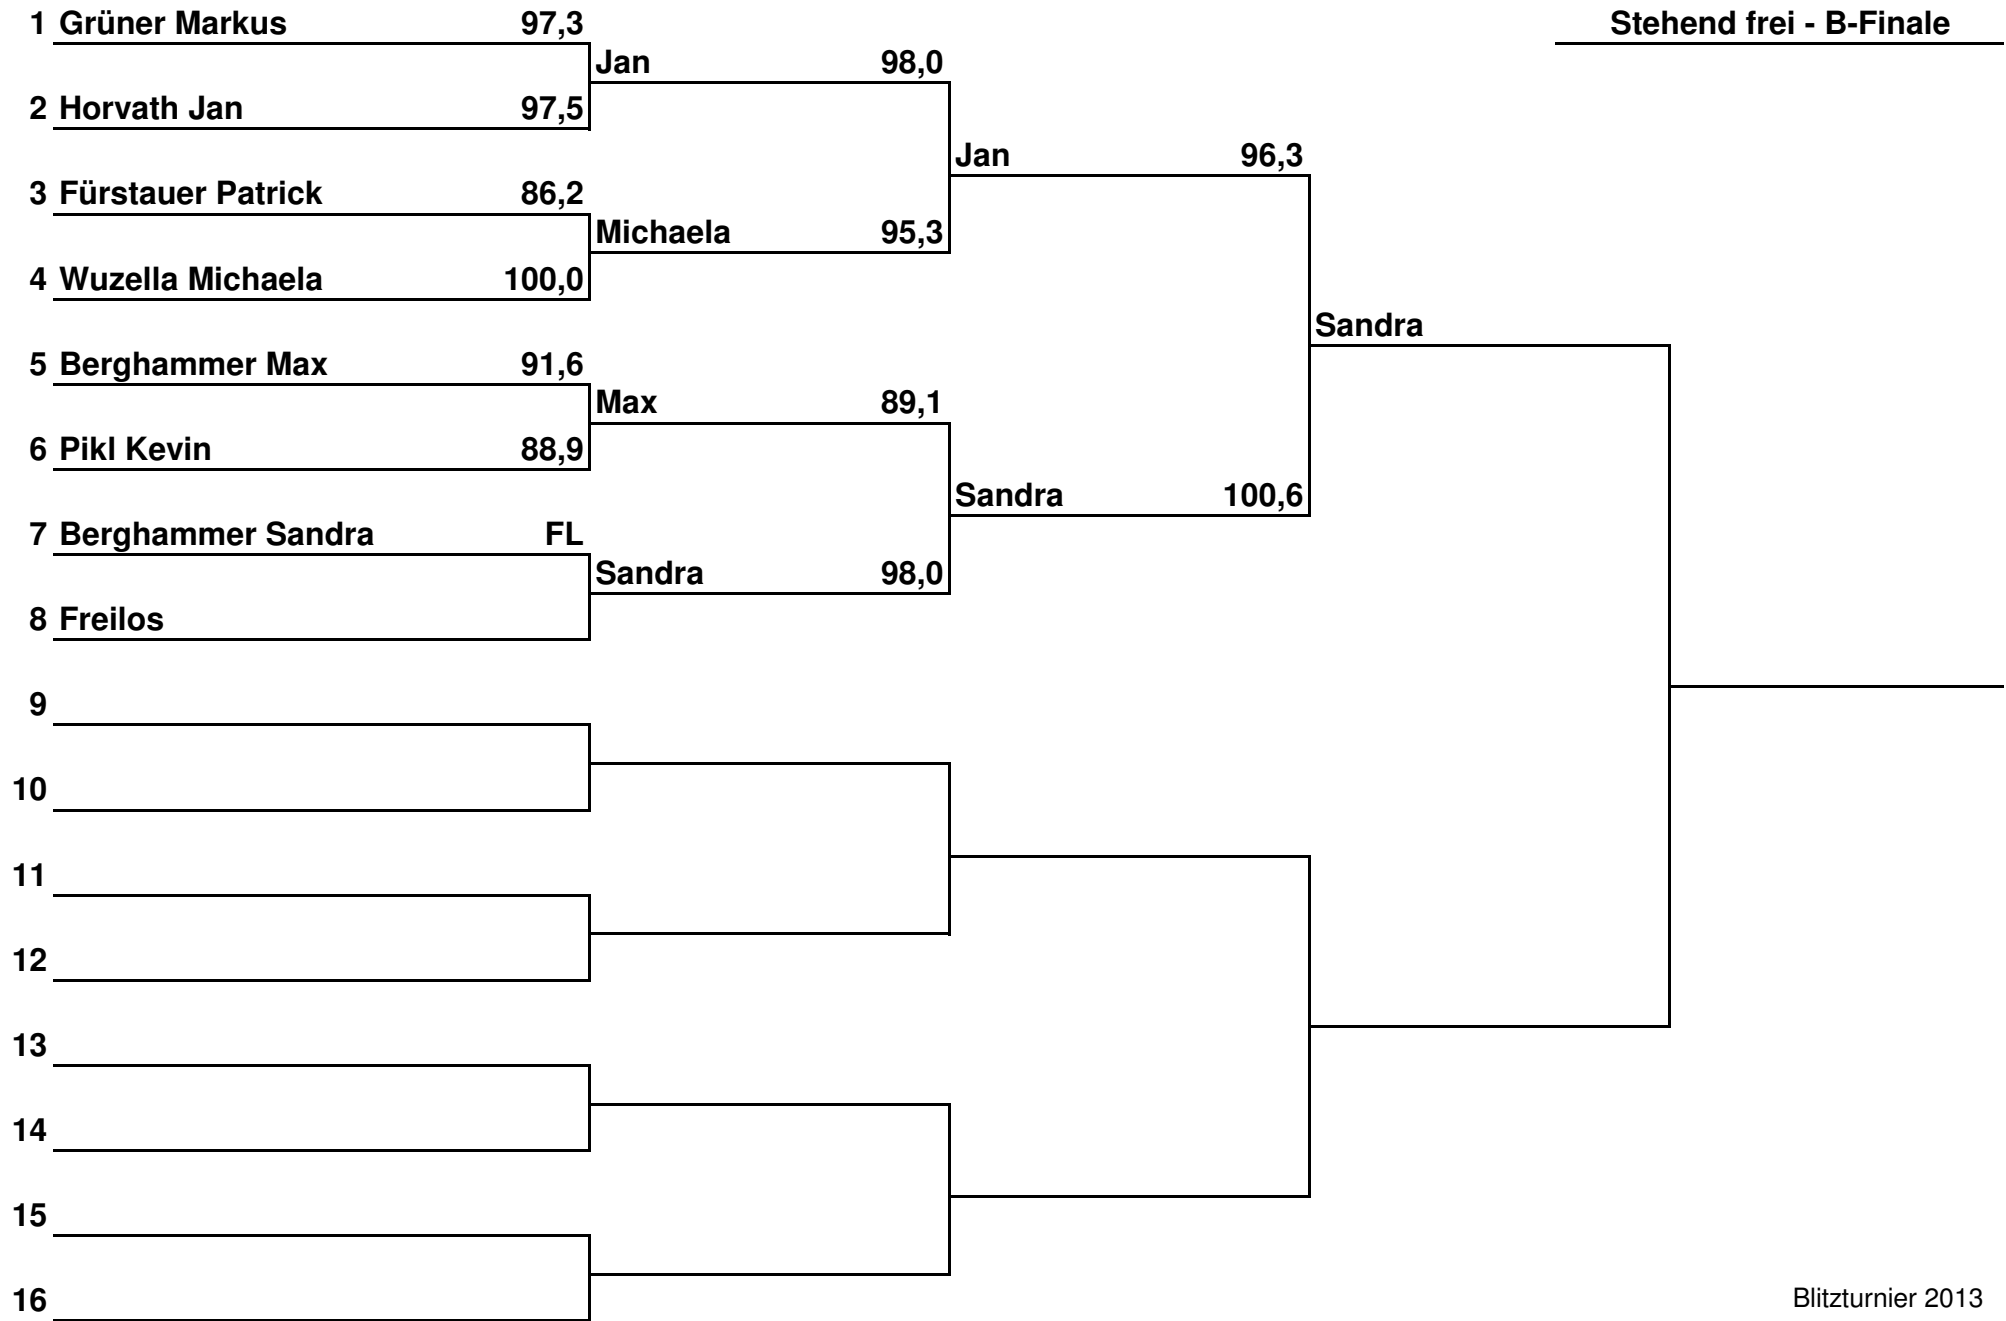 1 Grüner Markus 97,3
Stehend frei - B-Finale
Jan 98,0
2 Horvath Jan 97,5
Jan 96,3
3 Fürstauer Patrick 86,2
Michaela 95,3
4 Wuzella Michaela 100,0
Sandra
5 Berghammer Max 91,6
Max 89,1
6 Pikl Kevin 88,9
Sandra 100,6
7 Berghammer Sandra FL
Sandra 98,0
8 Freilos
9
10
11
12
13
14
15
16
Blitzturnier 2013